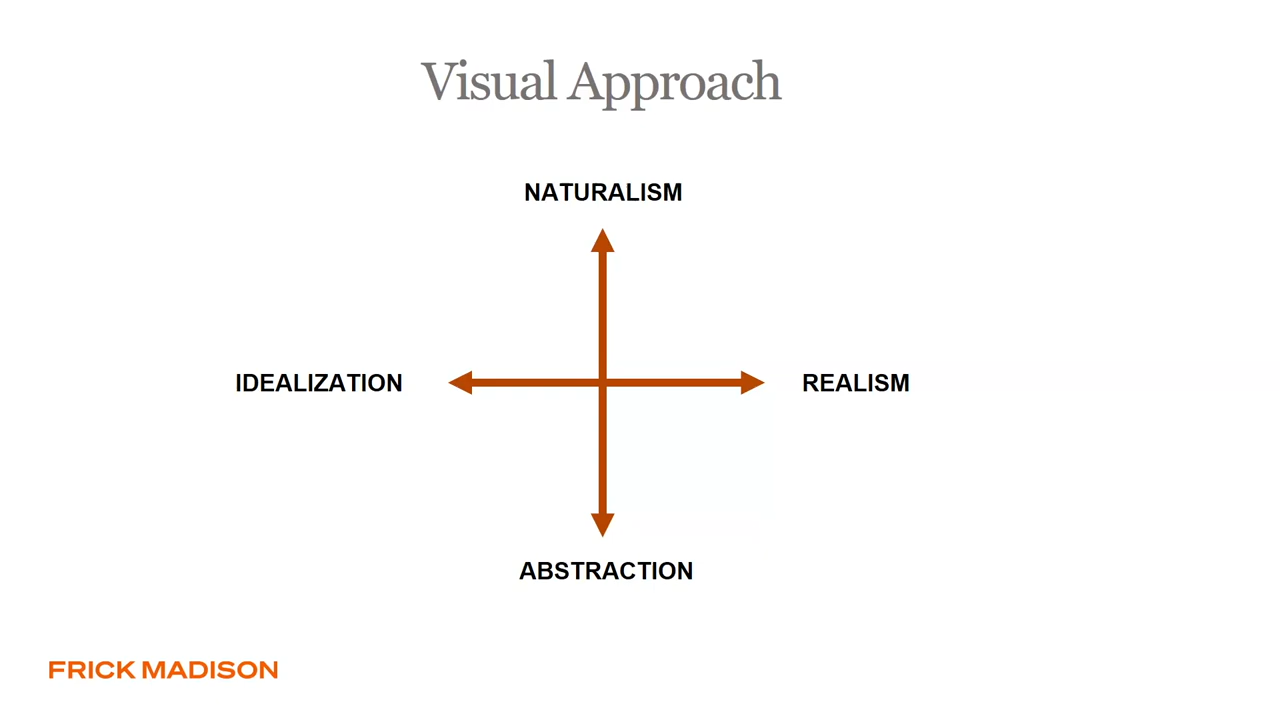 Visual Approach
NATURALISM
IDEALIZATION
REALISM
ABSTRACTION
FRICK MADISON